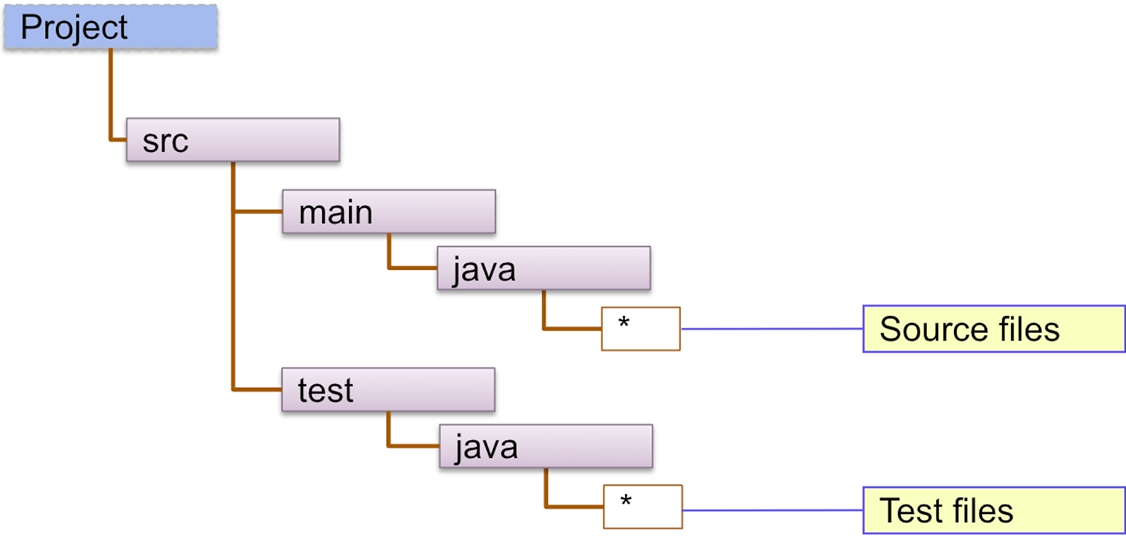 Project
src
main
java
*
Source files
test
java
*
Test files